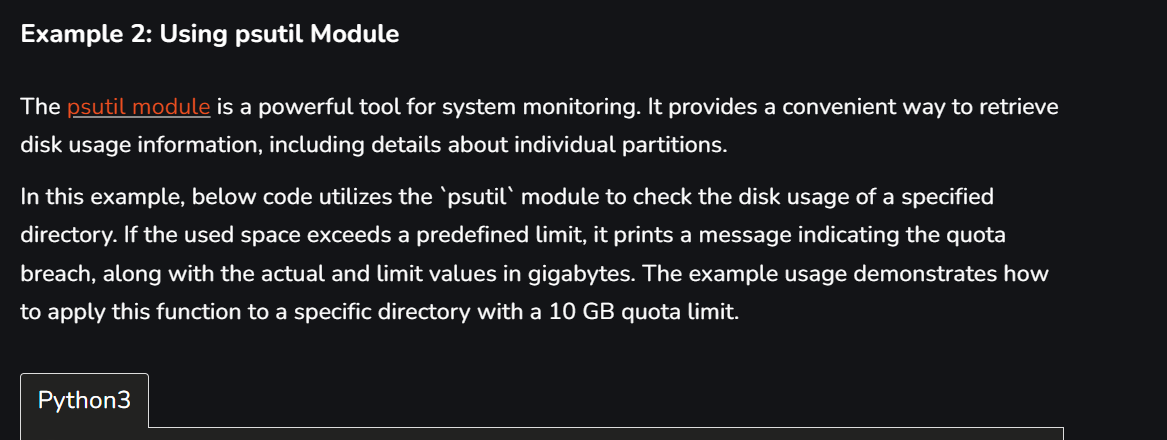 Example 2: Using psutil Module
The psutil module is a powerful tool for system monitoring. It provides a convenient way to retrieve
disk usage information, including details about individual partitions.
In this example, below code utilizes the `psutil` module to check the disk usage of a specified
directory. If the used space exceeds a predefined limit, it prints a message indicating the quota
breach, along with the actual and limit values in gigabytes. The example usage demonstrates how
to apply this function to a specific directory with a 10 GB quota limit.
Python3